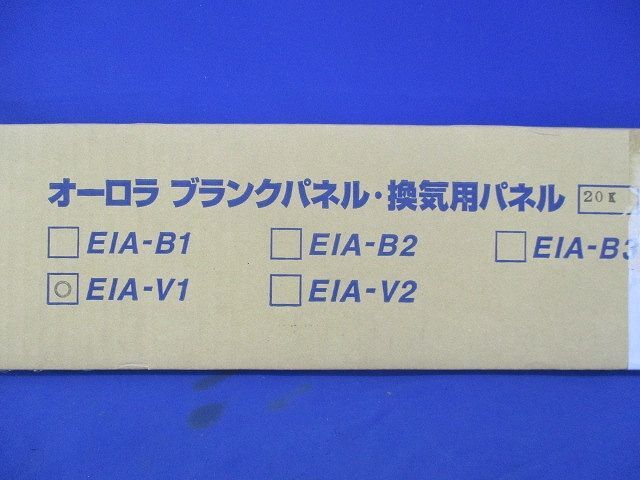 オーロラ ブランクパネル・換気用パネル 20K
EIA-B1 EIA-B2 EIA-B3
EIA-V1 EIA-V2